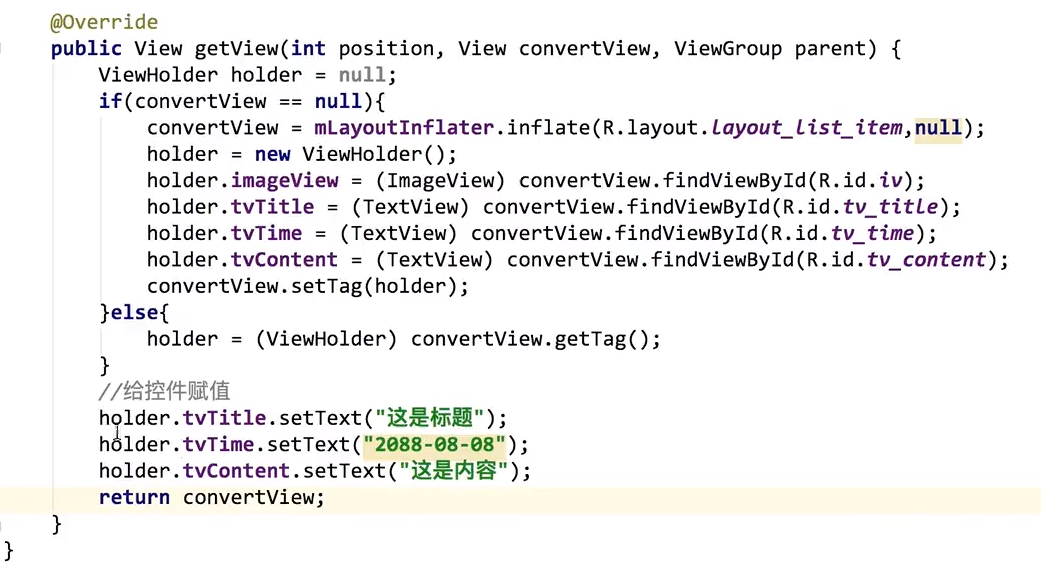 @Override
public View getView(int position, View convertView, ViewGroup parent) {
ViewHolder holder = null;
if(convertView == null){
convertView = mLayoutInflater.inflate(R.layout.layout_list_item,null);
holder = new ViewHolder();
holder.imageView = (ImageView) convertView.findViewById(R.id.iv);
holder.tvTitle = (TextView) convertView.findViewById(R.id.tv_title);
holder.tvTime = (TextView) convertView.findViewById(R.id.tv_time);
holder.tvContent = (TextView) convertView.findViewById(R.id.tv_content);
convertView.setTag(holder);
}else{
holder = (ViewHolder) convertView.getTag();
}
//给控件赋值
holder.tvTitle.setText("这是标题");
holder.tvTime.setText("2088-08-08");
holder.tvContent.setText("这是内容");
return convertView;
}
}